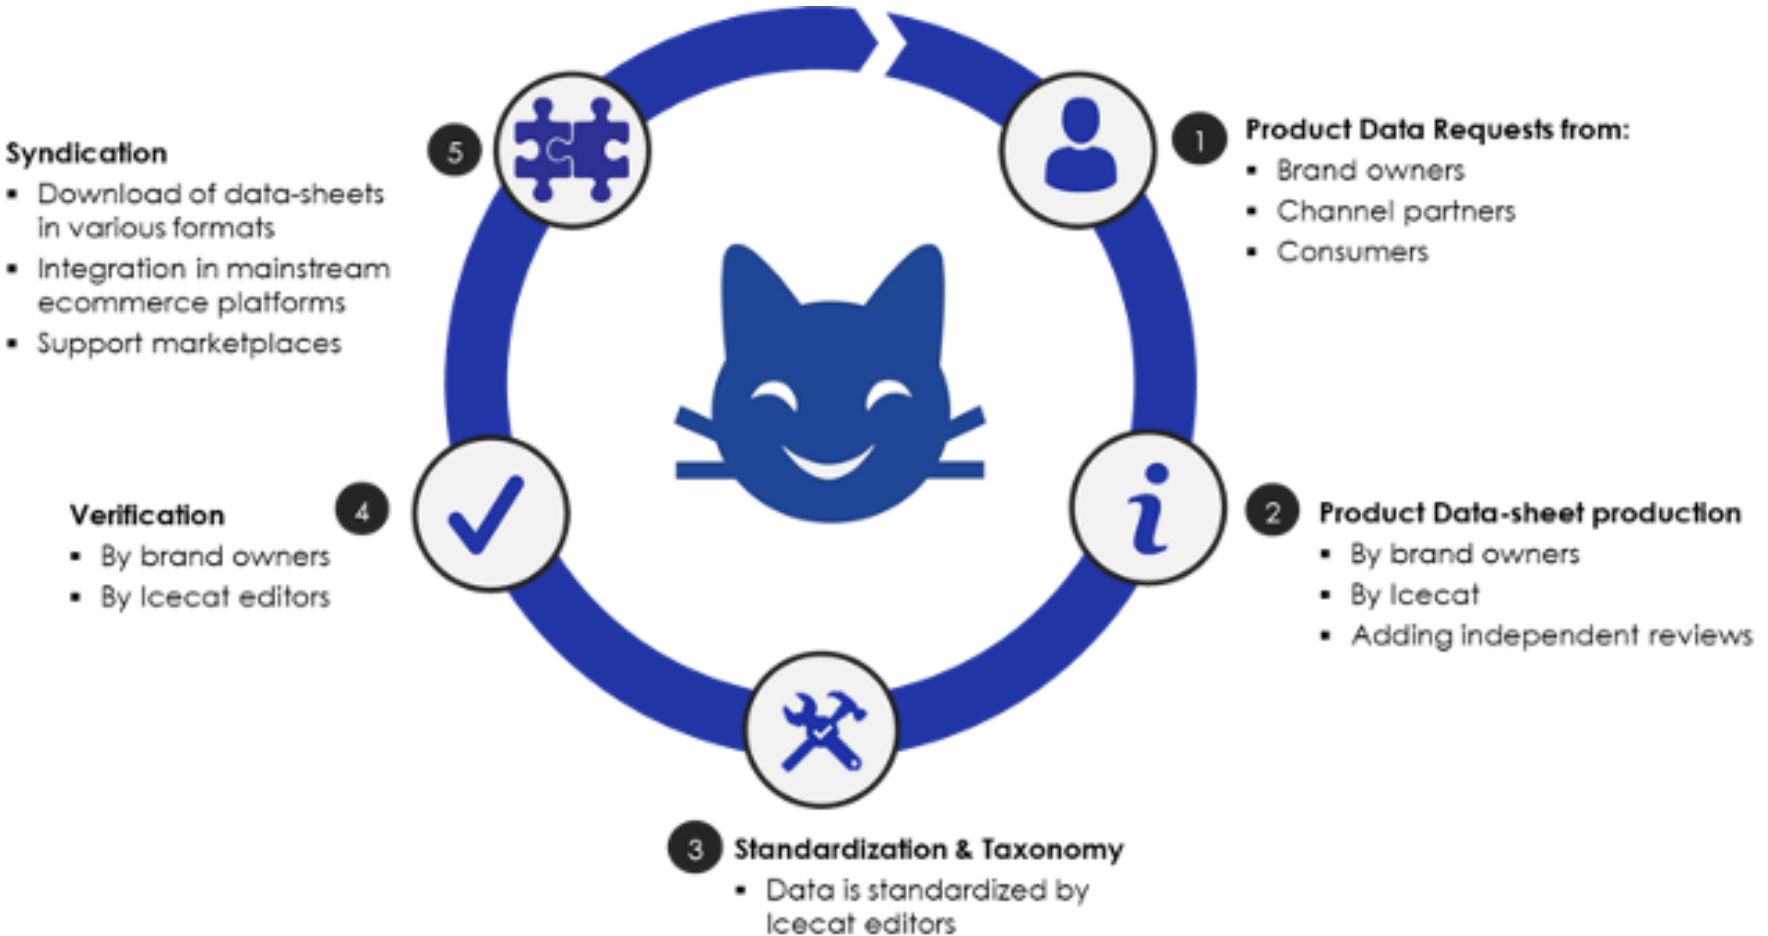 1
Product Data Requests from:
▪ Brand owners
▪ Channel partners
▪ Consumers
2
Product Data-sheet production
▪ By brand owners
▪ By Icecat
▪ Adding independent reviews
3
Standardization & Taxonomy
▪ Data is standardized by
Icecat editors
4
Verification
▪ By brand owners
▪ By Icecat editors
5
Syndication
▪ Download of data-sheets
in various formats
▪ Integration in mainstream
ecommerce platforms
▪ Support marketplaces